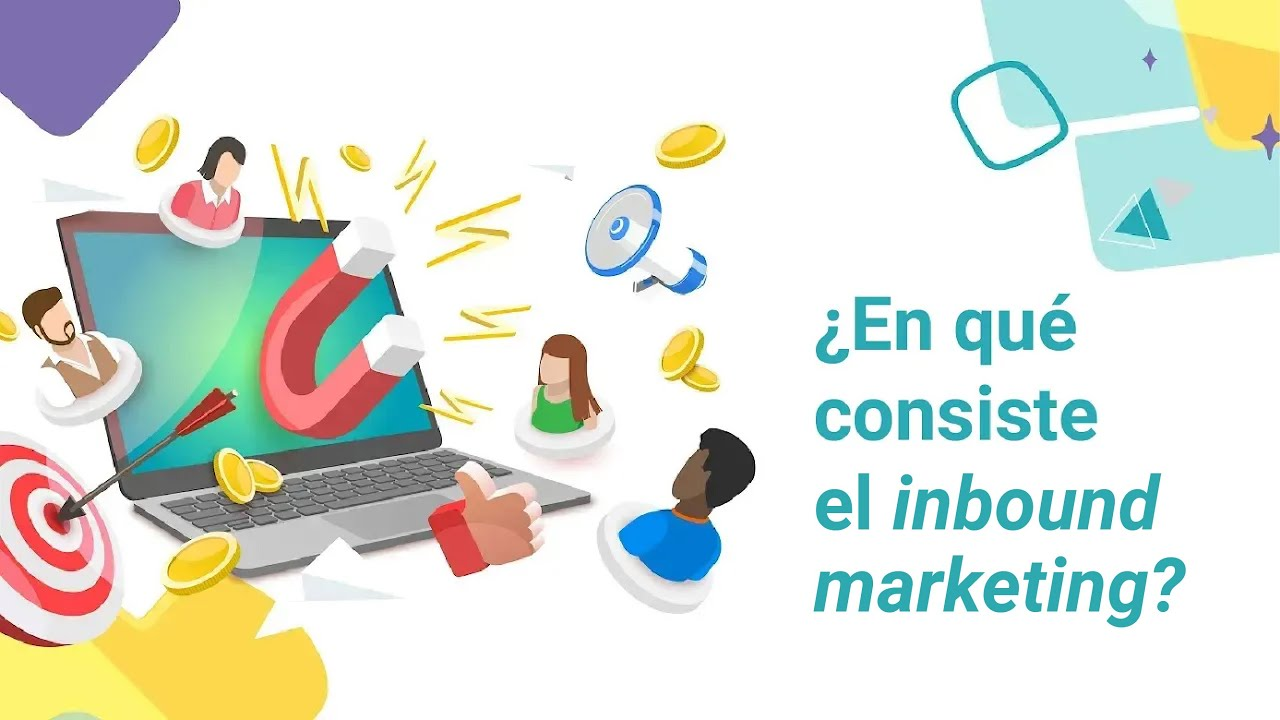 ¿En qué
consiste
el inbound
marketing?